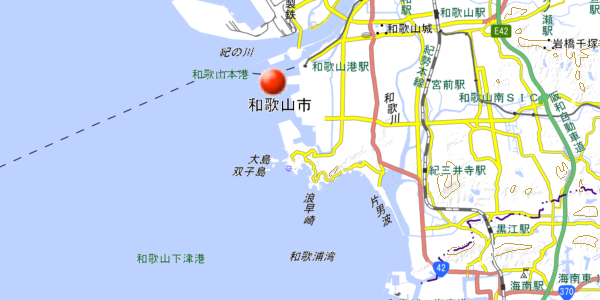 製鉄
和歌山駅
和歌山城
E42
岩橋千塚
紀の川
和歌山本港
和歌山港駅
紀勢本線
宮前駅
和歌山南SIC
和歌山市
和歌川
阪和自動車道
大島
双子島
紀三井寺駅
浪早崎
片男波
黒江駅
和歌山下津港
和歌浦湾
42
海南駅
海南東
370